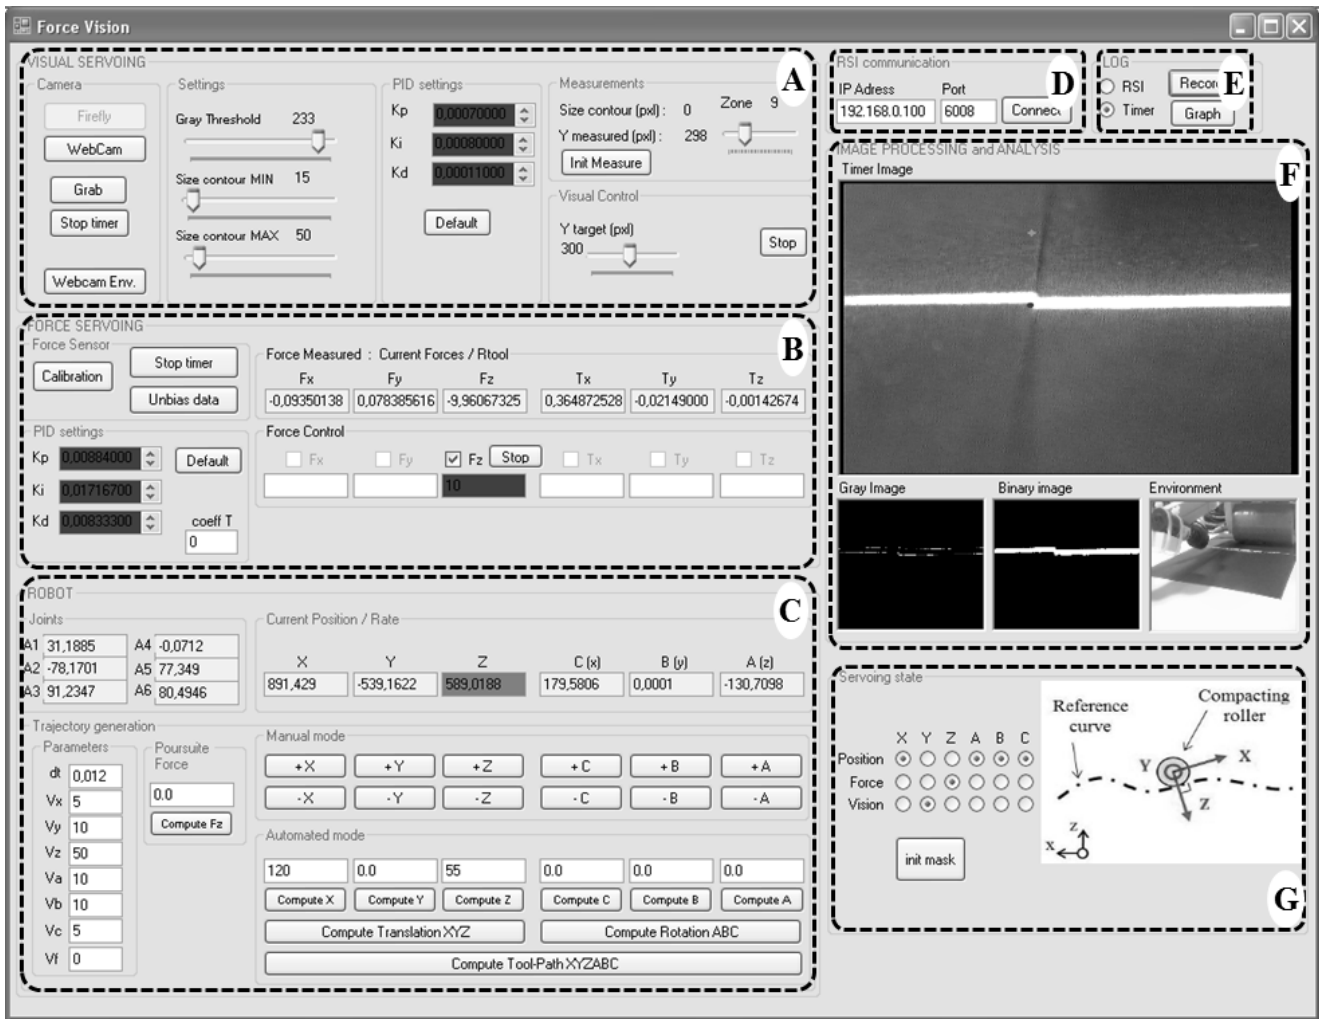 Force Vision
VISUAL SERVOING
A
Camera
Firefly
WebCam
Grab
Stop timer
Webcam Env.
Settings
Gray Threshold 233
Size contour MIN 15
Size contour MAX 50
PID settings
Kp 0,00070000
Ki 0,00080000
Kd 0,00011000
Default
Measurements
Size contour (pxl) : 0 Zone 9
Y measured (pxl) : 298
Init Measure
Visual Control
Y target (pxl)
300
Stop
RSI communication
D
IP Adress Port
192.168.0.100 6008 Connect
LOG
E
RSI Record
Timer Graph
IMAGE PROCESSING and ANALYSIS
F
Timer Image
Gray Image Binary image Environment
FORCE SERVOING
B
Force Sensor
Calibration
Stop timer
Unbias data
Force Measured : Current Forces / Rtool
Fx Fy Fz Tx Ty Tz
-0,09350138 0,078385616 -9,96067325 0,364872528 -0,02149000 -0,00142674
PID settings
Kp 0,00884000 Default
Ki 0,01716700
Kd 0,00833300
coeff T
0
Force Control
Fx Fy Fz Stop Tx Ty Tz
10
ROBOT
C
Joints
A1 31,1885 A4 -0,0712
A2 -78,1701 A5 77,349
A3 91,2347 A6 80,4946
Current Position / Rate
X Y Z C (x) B (y) A (z)
891,429 -539,1622 589,0188 179,5806 0,0001 -130,7098
Trajectory generation
Parameters
dt 0,012
Vx 5
Vy 10
Vz 50
Va 10
Vb 10
Vc 5
Vf 0
Poursuite
Force
0.0
Compute Fz
Manual mode
+X +Y +Z +C +B +A
-X -Y -Z -C -B -A
Automated mode
120 0.0 55 0.0 0.0 0.0
Compute X Compute Y Compute Z Compute C Compute B Compute A
Compute Translation XYZ Compute Rotation ABC
Compute Tool-Path XYZABC
Servoing state
G
X Y Z A B C
Position
Force
Vision
init mask
Reference
curve
Compacting
roller
Y X
Z
z
x